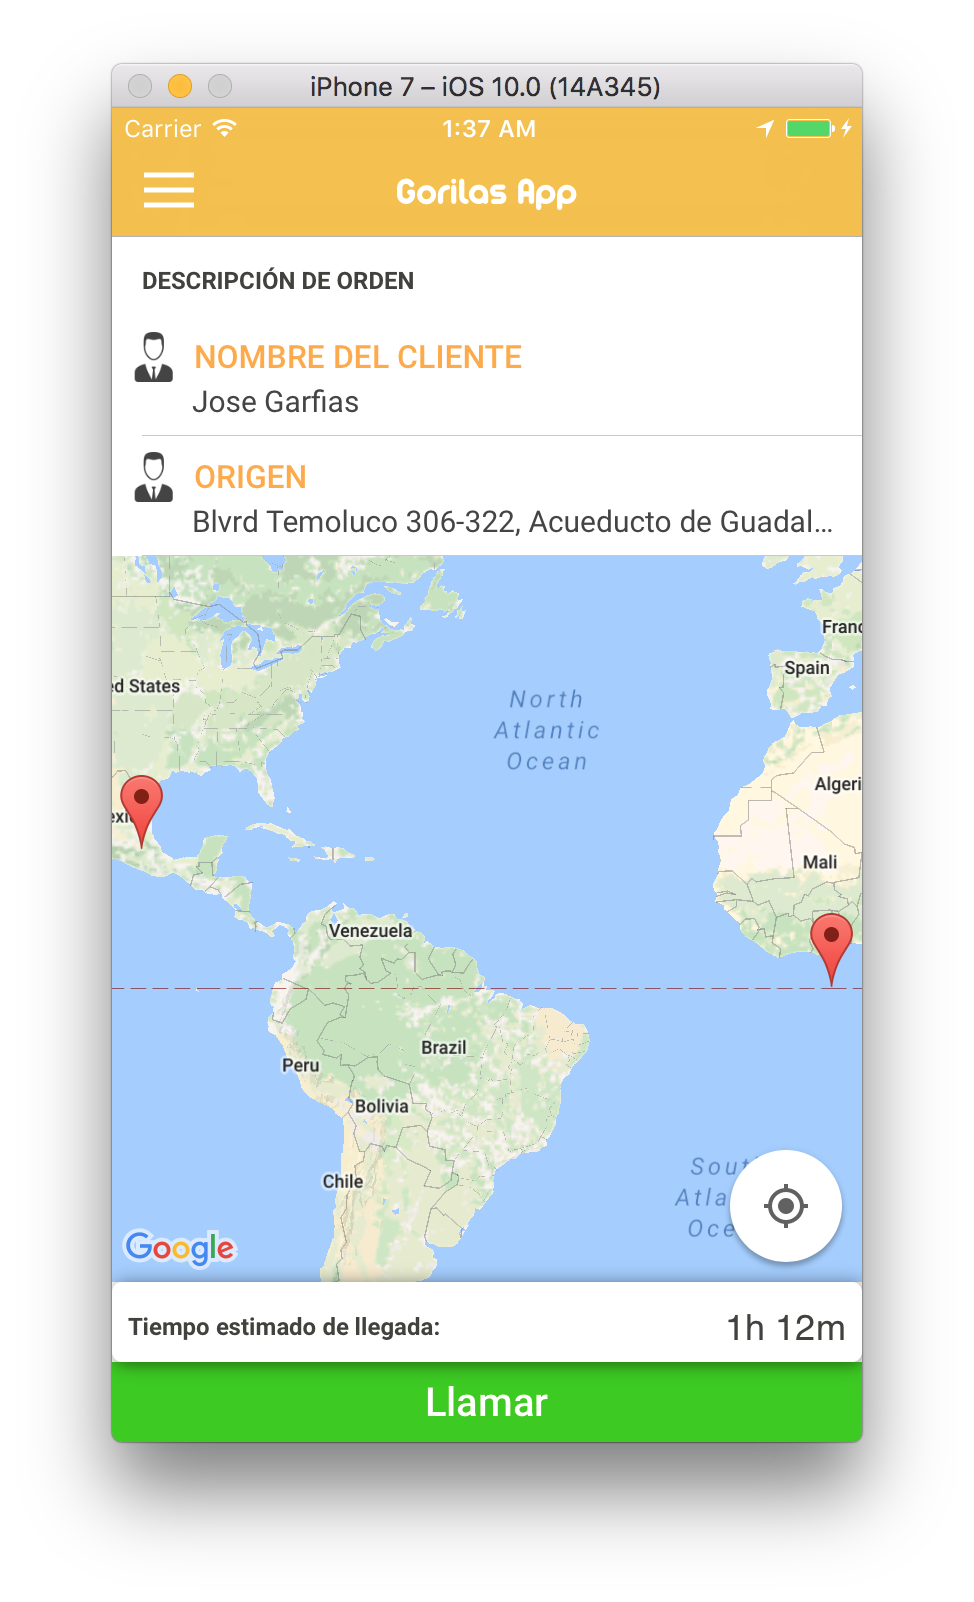 iPhone 7 – iOS 10.0 (14A345)
Carrier 1:37 AM
Gorilas App
DESCRIPCIÓN DE ORDEN
NOMBRE DEL CLIENTE
Jose Garfias
ORIGEN
Blvrd Temoluco 306-322, Acueducto de Guadal...
Franc
Spain
ed States
North
Atlantic
Ocean
Algeri
exic
Mali
Venezuela
Brazil
Peru
Bolivia
Chile
Sout
Atla
Oce
Google
Tiempo estimado de llegada: 1h 12m
Llamar